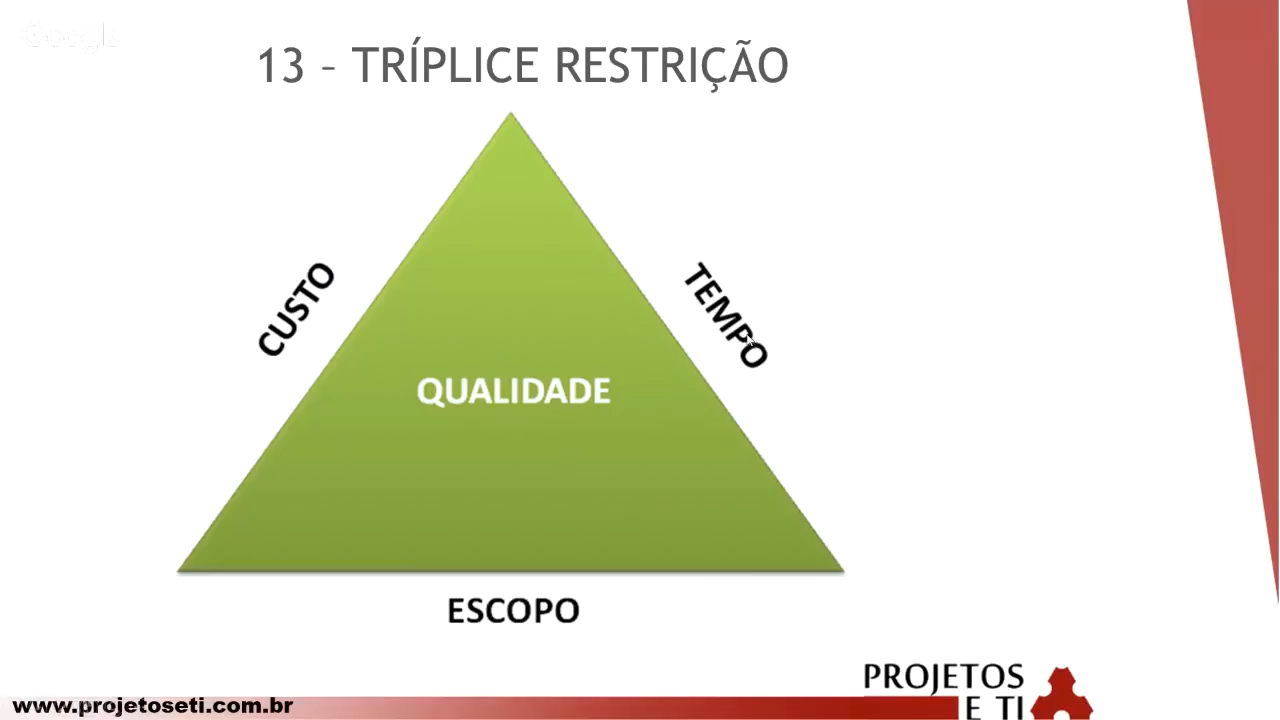 13 – TRÍPLICE RESTRIÇÃO
CUSTO
TEMPO
QUALIDADE
ESCOPO
PROJETOS
E TI
www.projetoseti.com.br